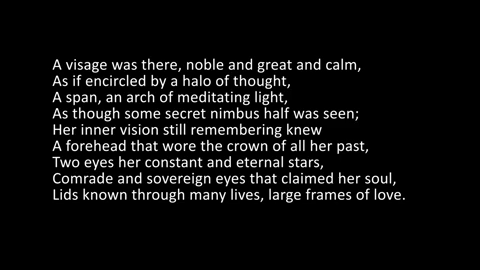 A visage was there, noble and great and calm,
As if encircled by a halo of thought,
A span, an arch of meditating light,
As though some secret nimbus half was seen;
Her inner vision still remembering knew
A forehead that wore the crown of all her past,
Two eyes her constant and eternal stars,
Comrade and sovereign eyes that claimed her soul,
Lids known through many lives, large frames of love.